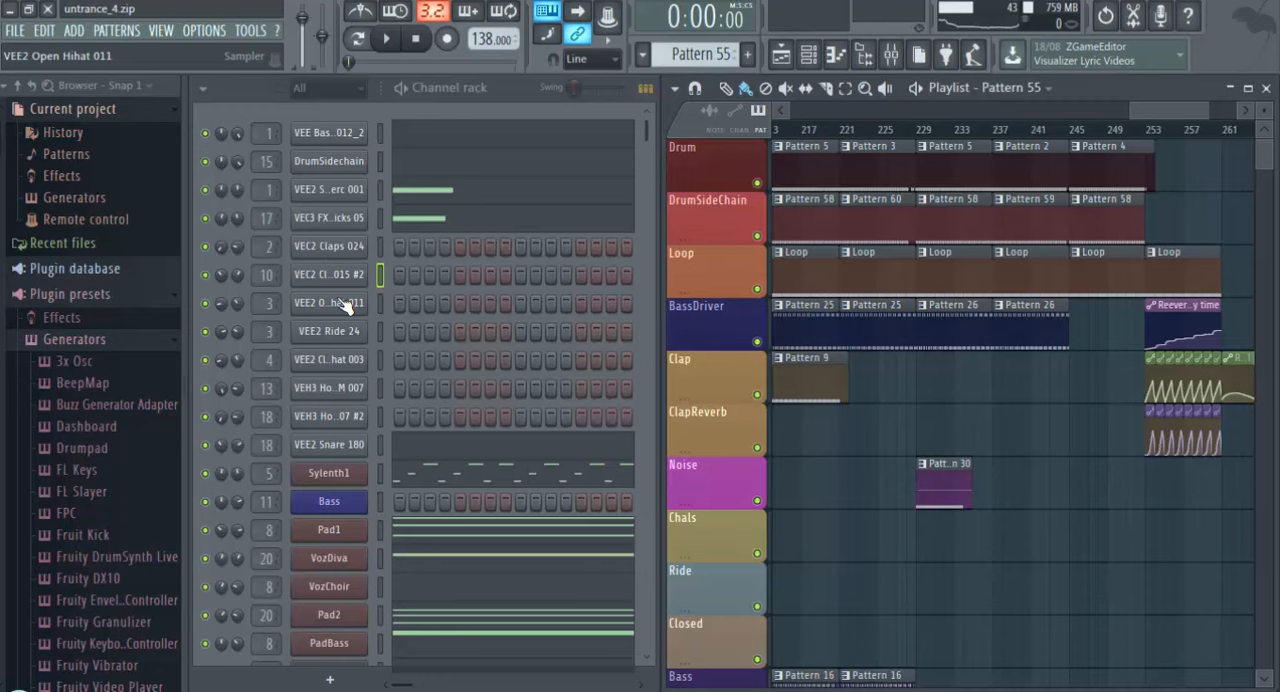 untrance_4.zip
FILE EDIT ADD PATTERNS VIEW OPTIONS TOOLS ?
VEE2 Open Hihat 011 Sampler
3.2.
138.000
0:00:00
M:S:CS
Line
Pattern 55
43 759 MB
0
18/08 ZGameEditor
Visualizer Lyric Videos
Browser - Snap 1
Current project
History
Patterns
Effects
Generators
Remote control
Recent files
Plugin database
Plugin presets
Effects
Generators
3x Osc
BeepMap
Buzz Generator Adapter
Dashboard
Drumpad
FL Keys
FL Slayer
FPC
Fruit Kick
Fruity DrumSynth Live
Fruity DX10
Fruity Envel..Controller
Fruity Granulizer
Fruity Keybo..Controller
Fruity Vibrator
Fruity Video Player
All Channel rack Swing
1 VEE Bas..012_2
15 DrumSidechain
1 VEE2 S..erc 001
17 VEC3 FX..icks 05
2 VEC2 Claps 024
10 VEC2 Cl..015 #2
3 VEE2 O..hat 011
3 VEE2 Ride 24
4 VEE2 Cl..hat 003
13 VEH3 Ho..M 007
18 VEH3 Ho..07 #2
18 VEE2 Snare 180
5 Sylenth1
11 Bass
8 Pad1
20 VozDiva
8 VozChoir
20 Pad2
8 PadBass
+
Playlist - Pattern 55
NOTE CHAN PAT
3 217 221 225 229 233 237 241 245 249 253 257 261
Drum Pattern 5 Pattern 3 Pattern 5 Pattern 2 Pattern 4
DrumSideChain Pattern 58 Pattern 60 Pattern 58 Pattern 59 Pattern 58
Loop Loop Loop Loop Loop Loop Loop
BassDriver Pattern 25 Pattern 25 Pattern 26 Pattern 26 Reever..y time
Clap Pattern 9
ClapReverb
Noise Patt..n 30
Chals
Ride
Closed
Bass Pattern 16 Pattern 16